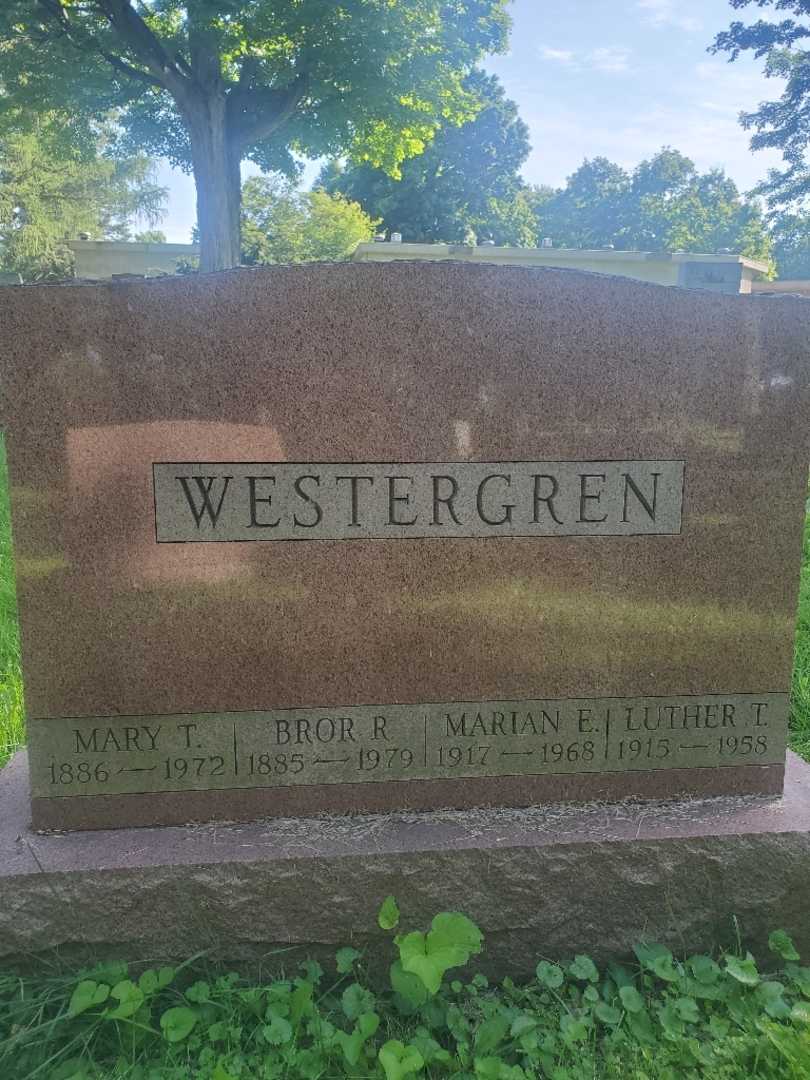 WESTERGREN
MARY T. BROR R. MARIAN E. LUTHER T.
1886 — 1972 1885 — 1979 1917 — 1968 1915 — 1958